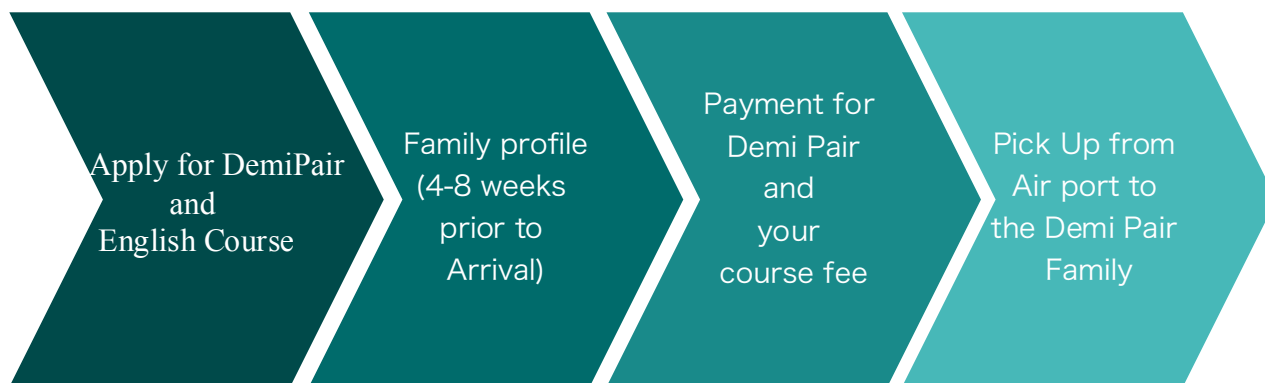 Apply for DemiPair
and
English Course
Family profile
(4-8 weeks
prior to
Arrival)
Payment for
Demi Pair
and
your
course fee
Pick Up from
Air port to
the Demi Pair
Family